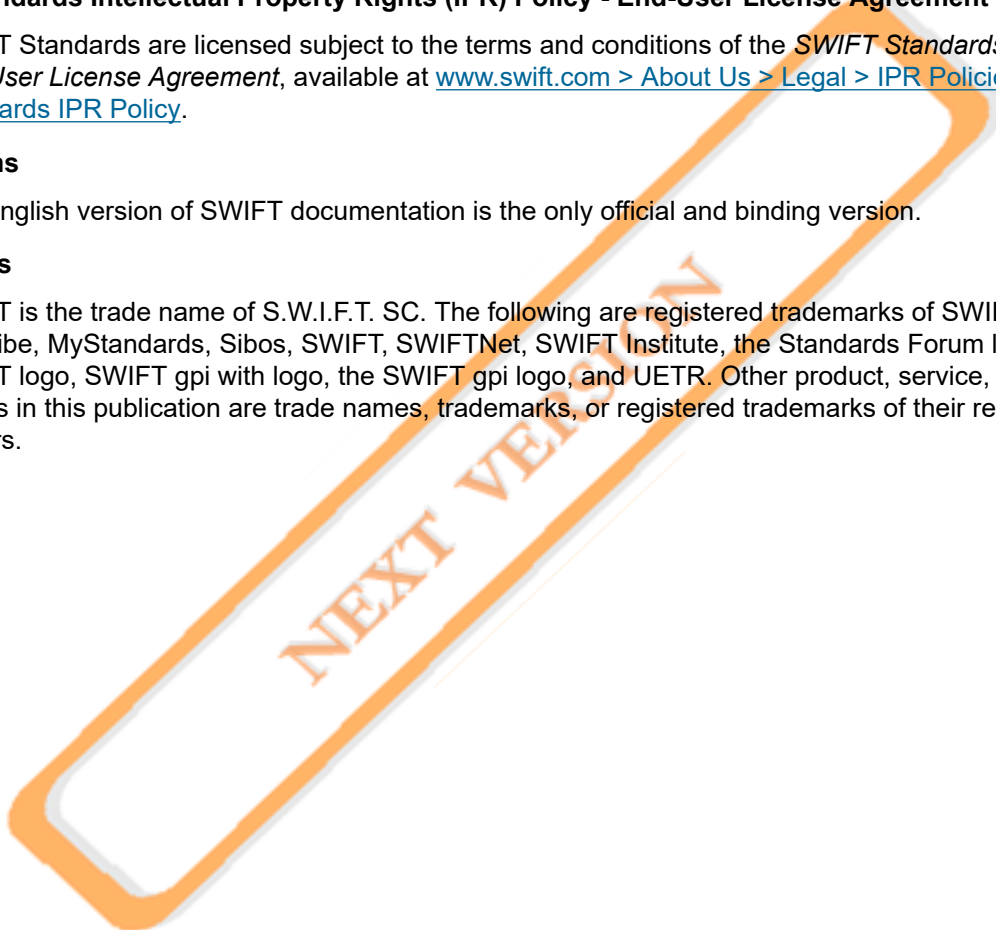 ndards Intellectual Property Rights (IPR) Policy - End-User License Agreement
T Standards are licensed subject to the terms and conditions of the SWIFT Standards
User License Agreement, available at www.swift.com > About Us > Legal > IPR Policie
ards IPR Policy.
ns
nglish version of SWIFT documentation is the only official and binding version.
s
T is the trade name of S.W.I.F.T. SC. The following are registered trademarks of SWI
ibe, MyStandards, Sibos, SWIFT, SWIFTNet, SWIFT Institute, the Standards Forum l
T logo, SWIFT gpi with logo, the SWIFT gpi logo, and UETR. Other product, service,
s in this publication are trade names, trademarks, or registered trademarks of their re
rs.
NEXT VERSION